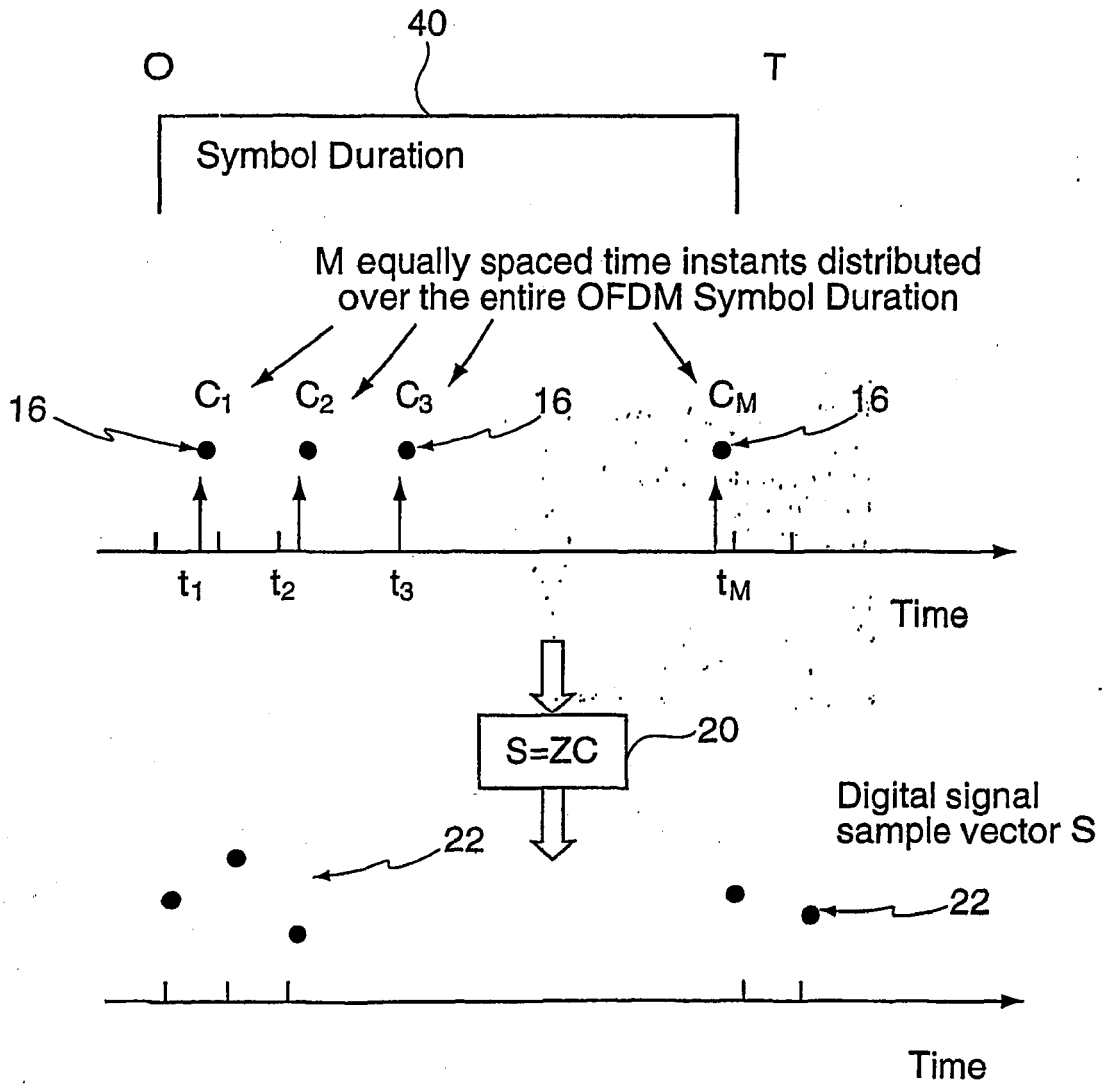 40
O T
Symbol Duration
M equally spaced time instants distributed
over the entire OFDM Symbol Duration
16 C1 C2 C3 16 CM 16
t1 t2 t3 tM
Time
S=ZC 20
Digital signal
sample vector S
22
22
Time